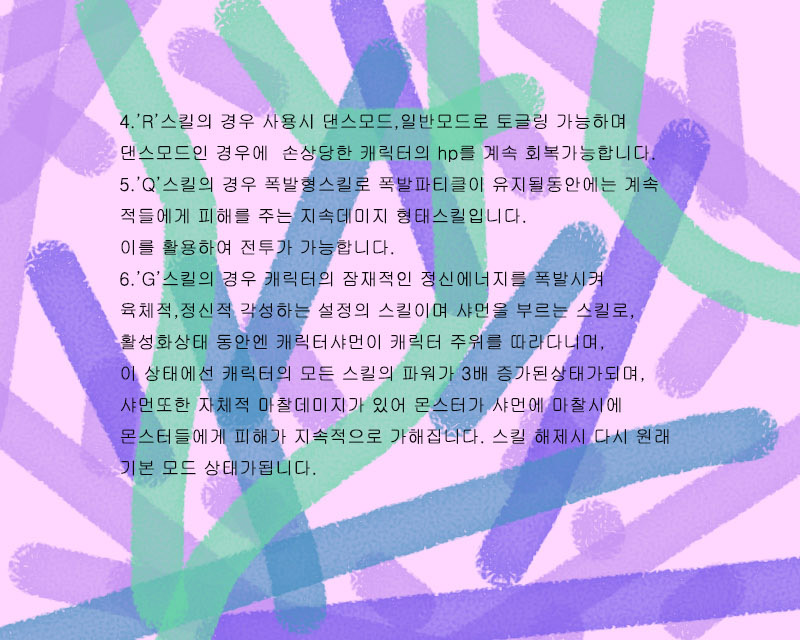 4.'R'스킬의 경우 사용시 댄스모드,일반모드로 토글링 가능하며
댄스모드인 경우에  손상당한 캐릭터의 hp를 계속 회복가능합니다.
5.'Q'스킬의 경우 폭발형스킬로 폭발파티클이 유지될동안에는 계속
적들에게 피해를 주는 지속데미지 형태스킬입니다.
이를 활용하여 전투가 가능합니다.
6.'G'스킬의 경우 캐릭터의 잠재적인 정신에너지를 폭발시켜
육체적,정신적 각성하는 설정의 스킬이며 샤먼을 부르는 스킬로,
활성화상태 동안엔 캐릭터샤먼이 캐릭터 주위를 따라다니며,
이 상태에선 캐릭터의 모든 스킬의 파워가 3배 증가된상태가되며,
샤먼또한 자체적 마찰데미지가 있어 몬스터가 샤먼에 마찰시에
몬스터들에게 피해가 지속적으로 가해집니다. 스킬 해제시 다시 원래
기본 모드 상태가됩니다.